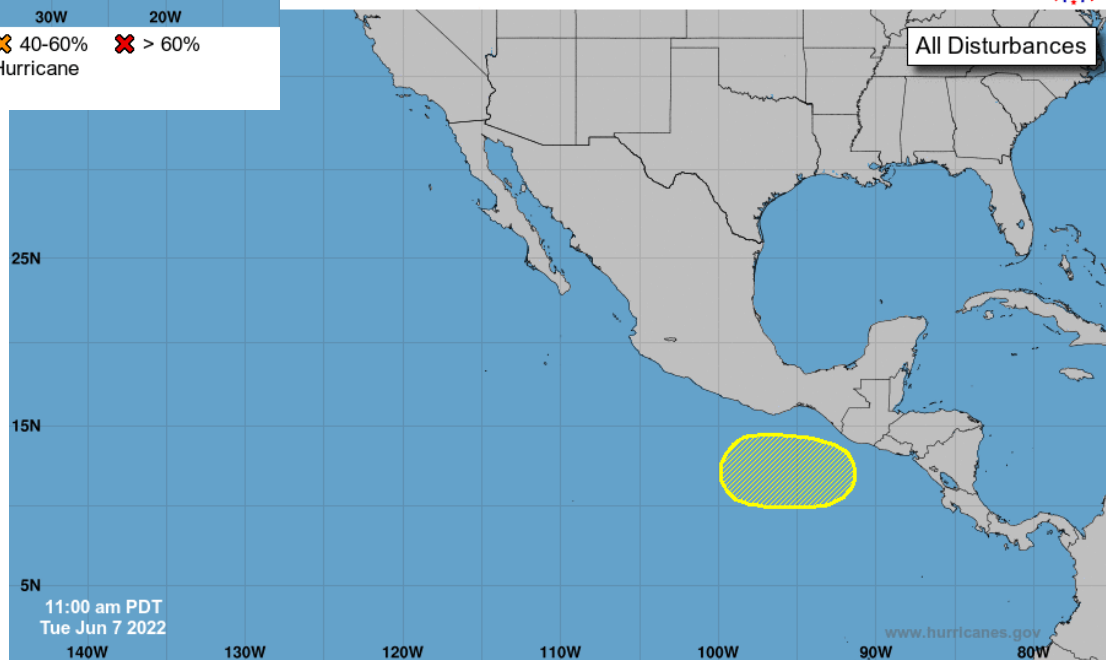 30W 20W
40-60% > 60%
Hurricane
All Disturbances
25N
15N
5N
11:00 am PDT
Tue Jun 7 2022
www.hurricanes.gov
140W 130W 120W 110W 100W 90W 80W